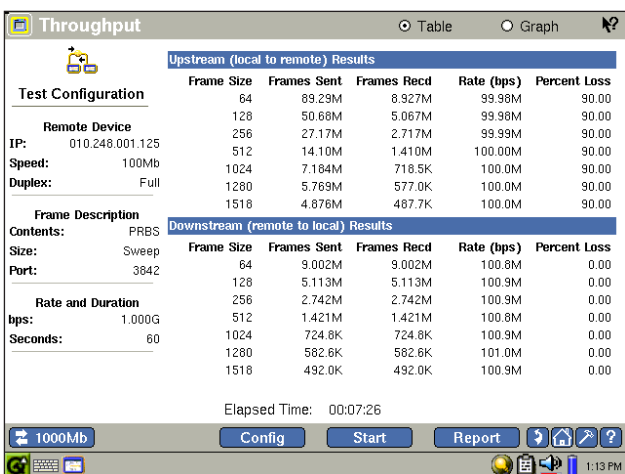 Throughput
Table
Graph
Test Configuration
Remote Device
IP: 010.248.001.125
Speed: 100Mb
Duplex: Full
Frame Description
Contents: PRBS
Size: Sweep
Port: 3842
Rate and Duration
bps: 1.000G
Seconds: 60
Upstream (local to remote) Results
Frame Size Frames Sent Frames Recd Rate (bps) Percent Loss
64 89.29M 8.927M 99.98M 90.00
128 50.68M 5.067M 99.98M 90.00
256 27.17M 2.717M 99.99M 90.00
512 14.10M 1.410M 100.00M 90.00
1024 7.184M 718.5K 100.0M 90.00
1280 5.769M 577.0K 100.0M 90.00
1518 4.876M 487.7K 100.0M 90.00
Downstream (remote to local) Results
Frame Size Frames Sent Frames Recd Rate (bps) Percent Loss
64 9.002M 9.002M 100.8M 0.00
128 5.113M 5.113M 100.9M 0.00
256 2.742M 2.742M 100.9M 0.00
512 1.421M 1.421M 100.8M 0.00
1024 724.8K 724.8K 100.9M 0.00
1280 582.6K 582.6K 101.0M 0.00
1518 492.0K 492.0K 100.9M 0.00
Elapsed Time: 00:07:26
1000Mb
Config
Start
Report
?
1:13 PM